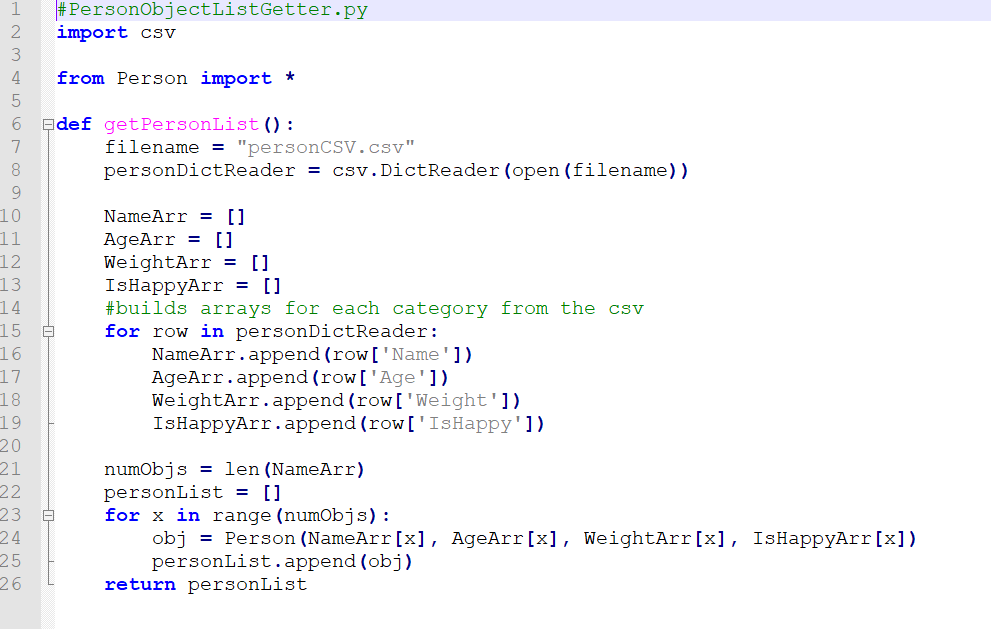 1 #PersonObjectListGetter.py
2 import csv
3
4 from Person import *
5
6 def getPersonList():
7     filename = "personCSV.csv"
8     personDictReader = csv.DictReader(open(filename))
9
10     NameArr = []
11     AgeArr = []
12     WeightArr = []
13     IsHappyArr = []
14     #builds arrays for each category from the csv
15     for row in personDictReader:
16         NameArr.append(row['Name'])
17         AgeArr.append(row['Age'])
18         WeightArr.append(row['Weight'])
19         IsHappyArr.append(row['IsHappy'])
20
21     numObjs = len(NameArr)
22     personList = []
23     for x in range(numObjs):
24         obj = Person(NameArr[x], AgeArr[x], WeightArr[x], IsHappyArr[x])
25         personList.append(obj)
26     return personList